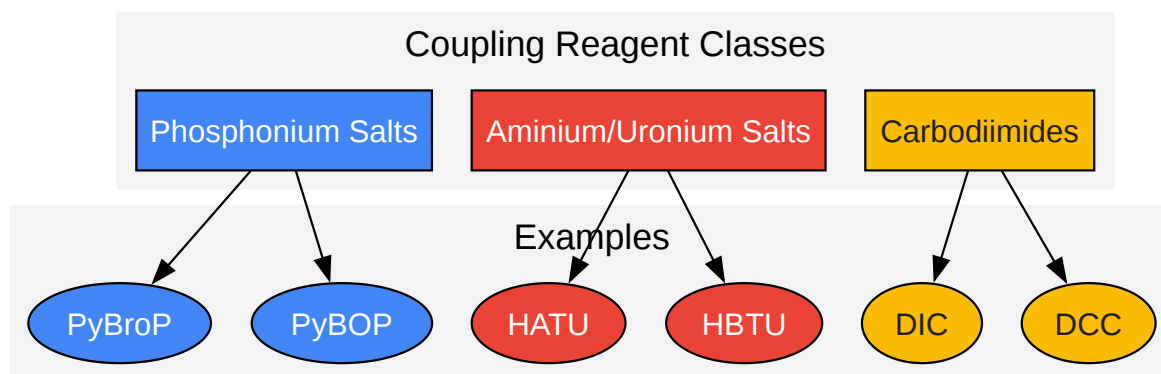 Coupling Reagent Classes
Phosphonium Salts
Aminium/Uronium Salts
Carbodiimides
Examples
PyBroP
PyBOP
HATU
HBTU
DIC
DCC